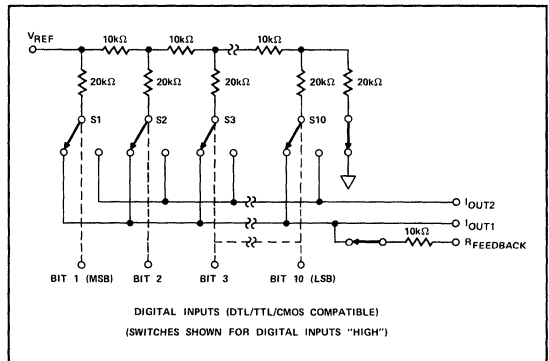 VREF
10kΩ 10kΩ 10kΩ
20kΩ 20kΩ 20kΩ 20kΩ 20kΩ
S1 S2 S3 S10
IOUT2
IOUT1
10kΩ
RFEEDBACK
BIT 1 (MSB) BIT 2 BIT 3 BIT 10 (LSB)
DIGITAL INPUTS (DTL/TTL/CMOS COMPATIBLE)
(SWITCHES SHOWN FOR DIGITAL INPUTS "HIGH")